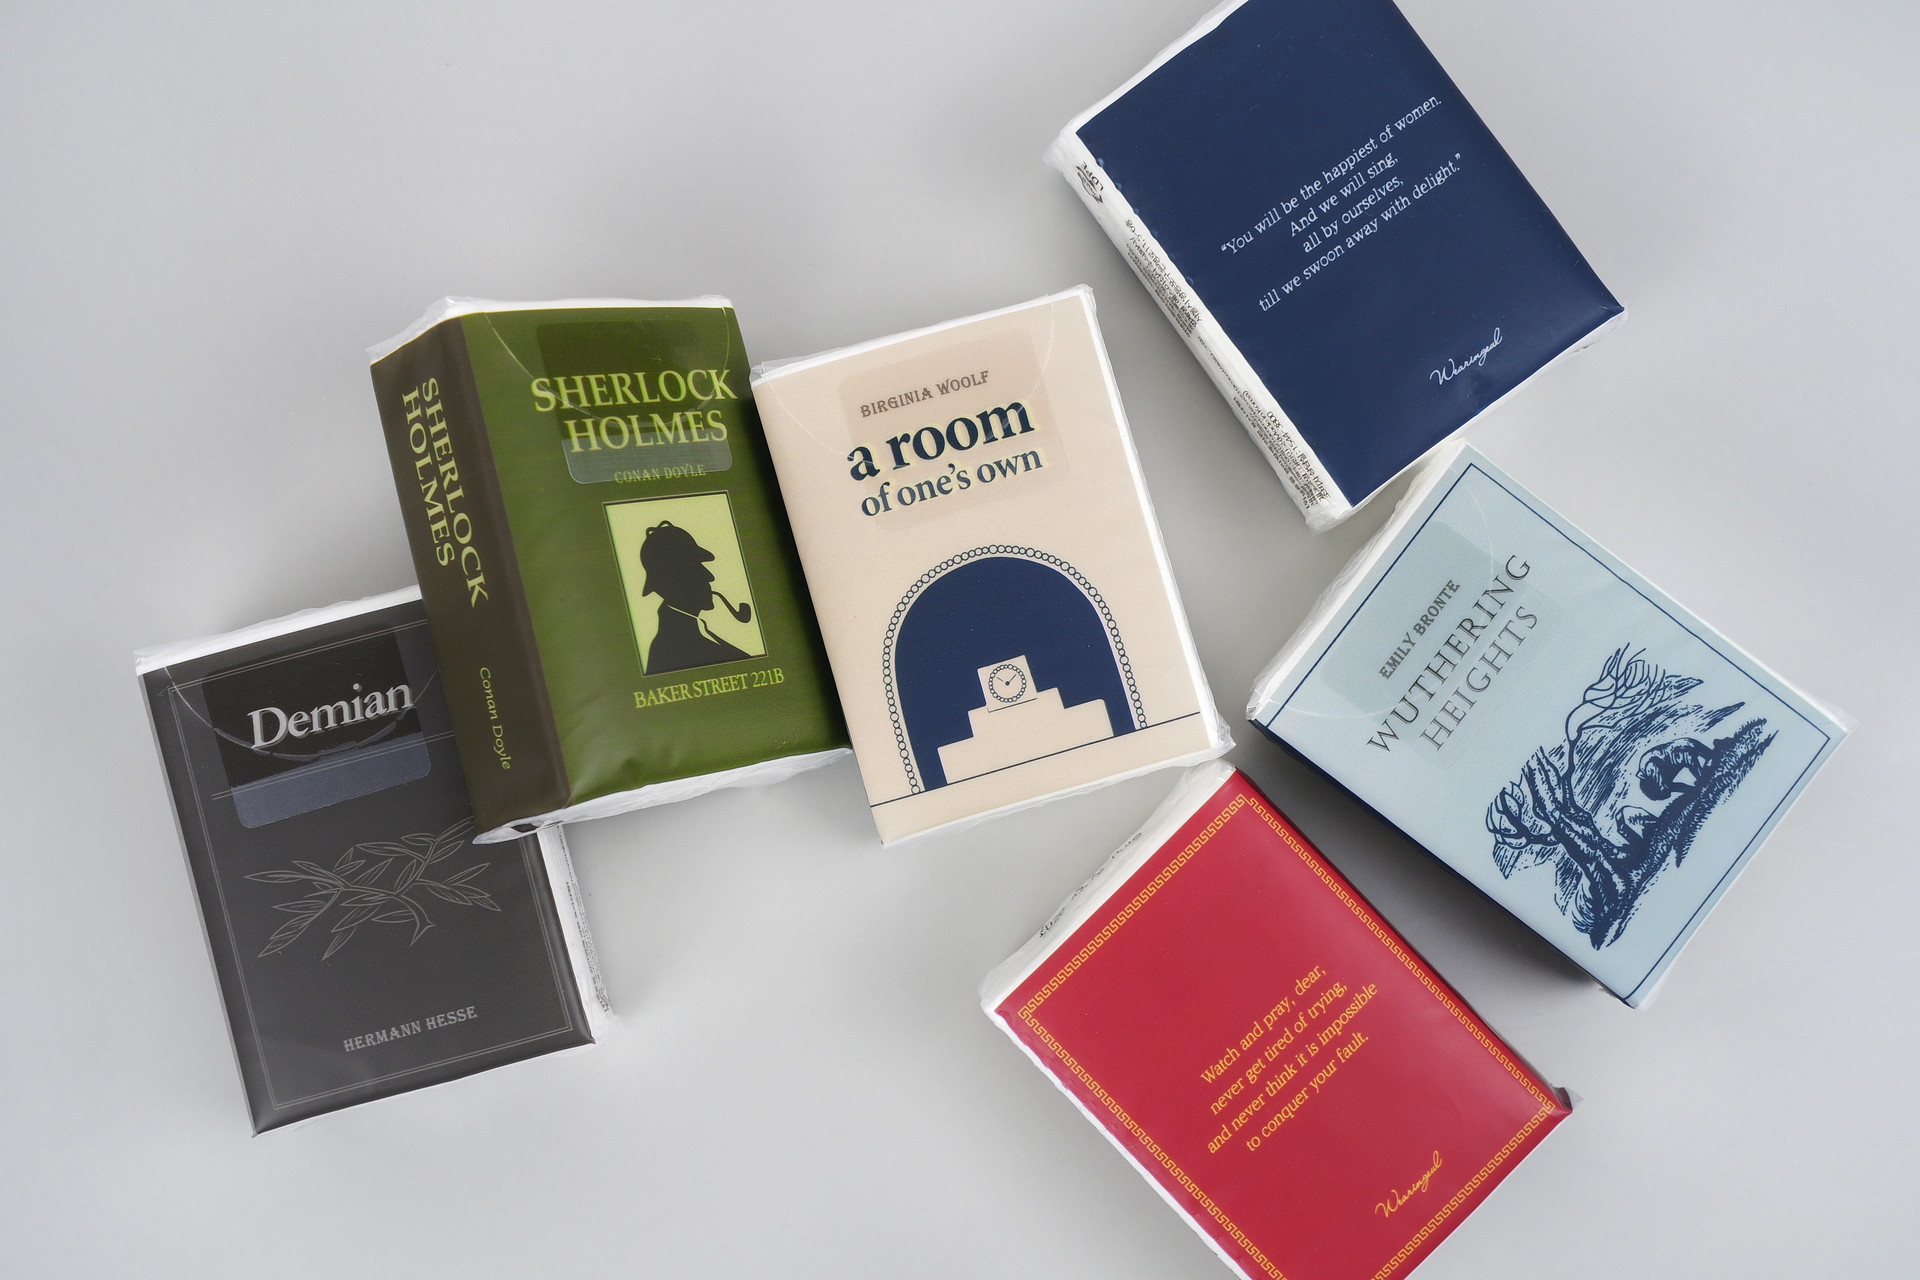 Demian
HERMANN HESSE
SHERLOCK
HOLMES
Conan Doyle
SHERLOCK
HOLMES
CONAN DOYLE
BAKER STREET 221B
BIRGINIA WOOLF
a room
of one's own
“You will be the happiest of women.
And we will sing,
all by ourselves,
till we swoon away with delight.”
Wearingeul
EMILY BRONTE
WUTHERING
HEIGHTS
Watch and pray, dear,
never get tired of trying,
and never think it is impossible
to conquer your fault.
Wearingeul